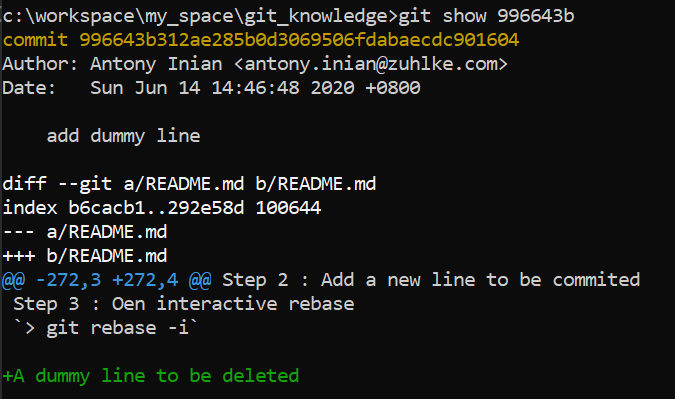 c:\workspace\my_space\git_knowledge>git show 996643b
commit 996643b312ae285b0d3069506fdabaecdc901604
Author: Antony Inian <antony.inian@zuhlke.com>
Date:   Sun Jun 14 14:46:48 2020 +0800
    add dummy line
diff --git a/README.md b/README.md
index b6cacb1..292e58d 100644
--- a/README.md
+++ b/README.md
@@ -272,3 +272,4 @@ Step 2 : Add a new line to be commited
 Step 3 : Oen interactive rebase
 `> git rebase -i`
+A dummy line to be deleted